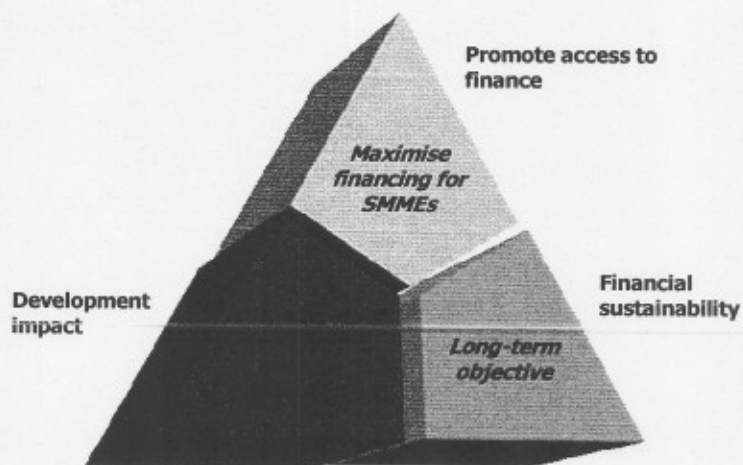 Promote access to
finance
Maximise
financing for
SMMEs
Development
impact
Financial
sustainability
Long-term
objective